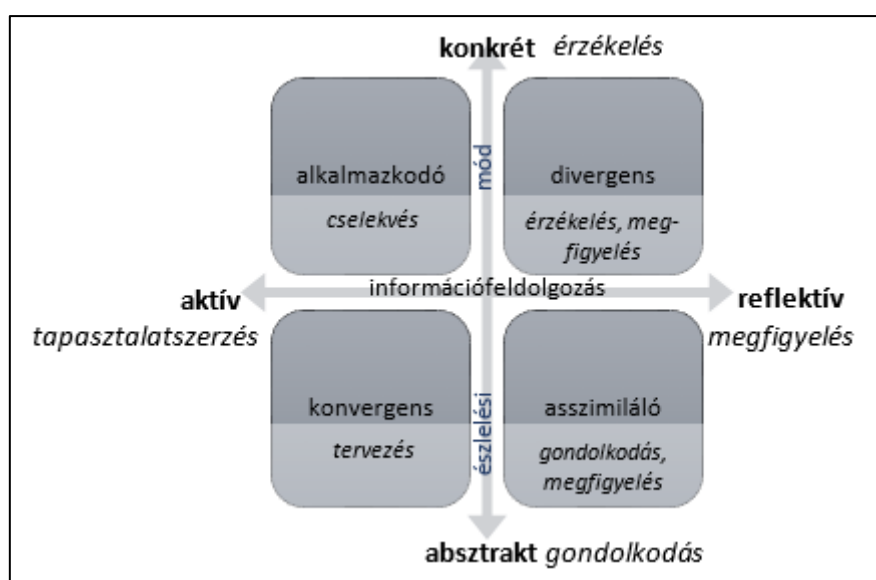 konkrét érzékelés
alkalmazkodó
cselekvés
mód
divergens
érzékelés, meg-
figyelés
információfeldolgozás
aktív
tapasztalatszerzés
reflektív
megfigyelés
konvergens
tervezés
észlelési
asszimiláló
gondolkodás,
megfigyelés
absztrakt gondolkodás